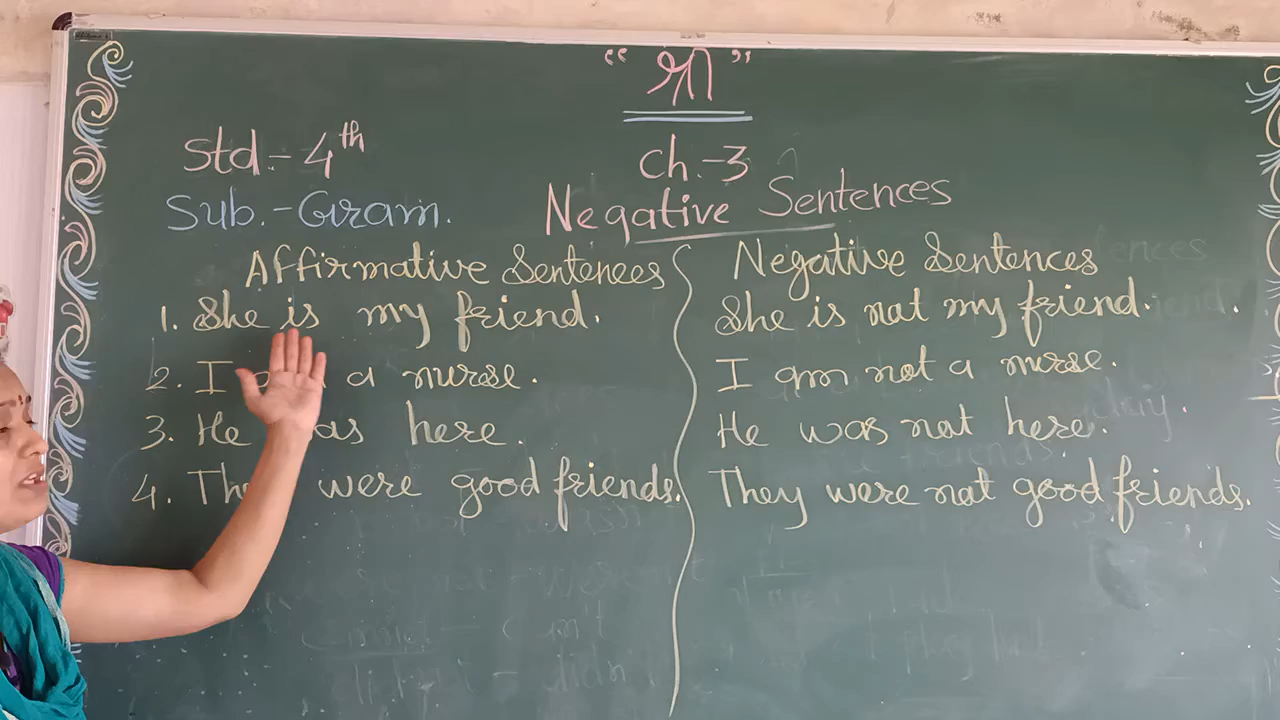 “ श्री ”
Std.- 4th
Ch.-3
Sub.-Gram.
Negative Sentences
Affirmative Sentences
Negative Sentences
1. She is my friend.
She is not my friend.
2. I a nurse.
I am not a nurse.
3. He was here.
He was not here.
4. They were good friends.
They were not good friends.